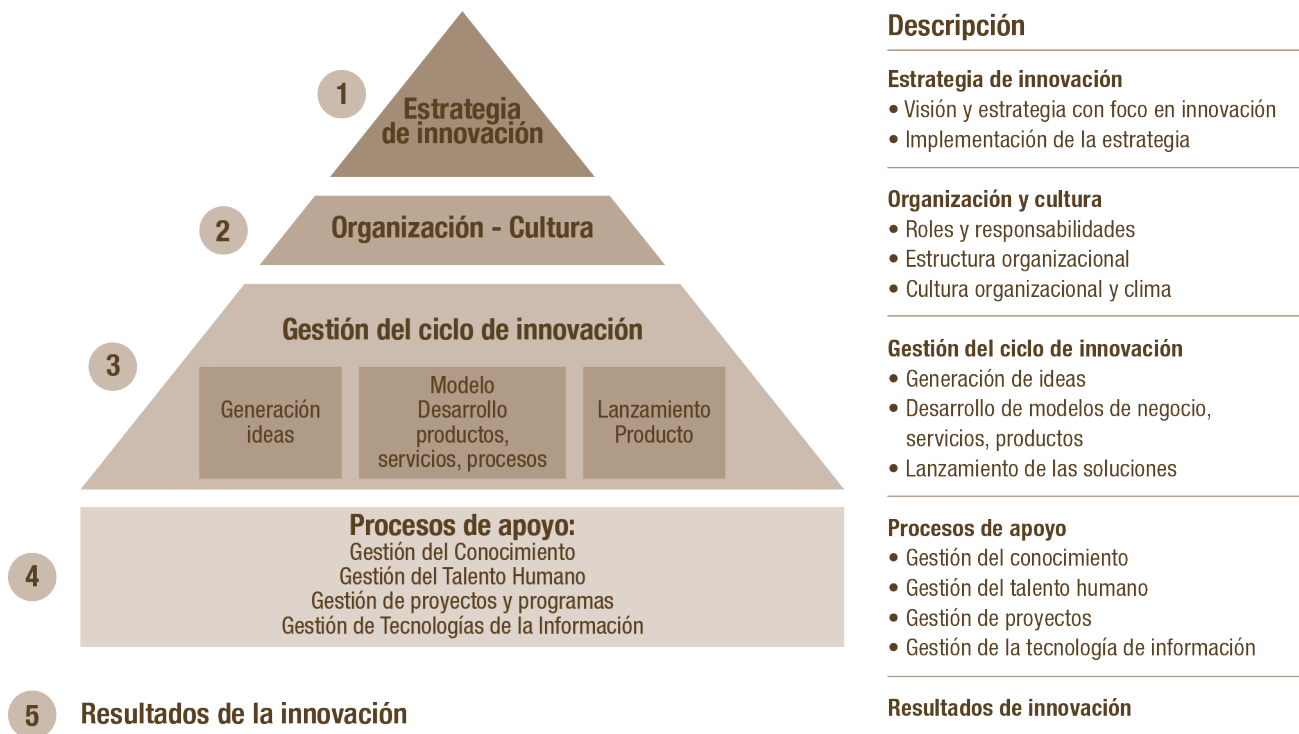 1
Estrategia
de innovación
2
Organización - Cultura
3
Gestión del ciclo de innovación
Generación
ideas
Modelo
Desarrollo
productos,
servicios, procesos
Lanzamiento
Producto
4
Procesos de apoyo:
Gestión del Conocimiento
Gestión del Talento Humano
Gestión de proyectos y programas
Gestión de Tecnologías de la Información
5
Resultados de la innovación
Descripción
Estrategia de innovación
• Visión y estrategia con foco en innovación
• Implementación de la estrategia
Organización y cultura
• Roles y responsabilidades
• Estructura organizacional
• Cultura organizacional y clima
Gestión del ciclo de innovación
• Generación de ideas
• Desarrollo de modelos de negocio,
servicios, productos
• Lanzamiento de las soluciones
Procesos de apoyo
• Gestión del conocimiento
• Gestión del talento humano
• Gestión de proyectos
• Gestión de la tecnología de información
Resultados de innovación